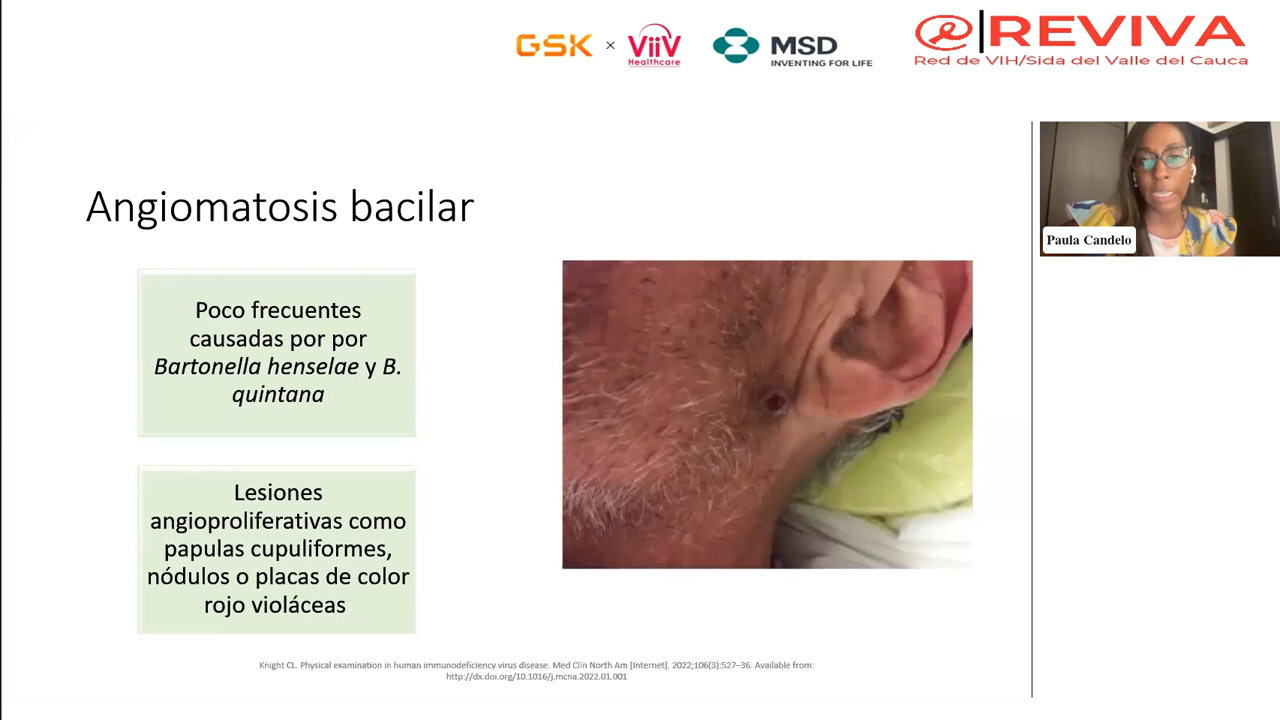 GSK × ViiV
Healthcare
MSD
INVENTING FOR LIFE
REVIVA
Red de VIH/Sida del Valle del Cauca
Paula Candelo
Angiomatosis bacilar
Poco frecuentes
causadas por por
Bartonella henselae y B.
quintana
Lesiones
angioproliferativas como
papulas cupuliformes,
nódulos o placas de color
rojo violáceas
Knight CL. Physical examination in human immunodeficiency virus disease. Med Clin North Am [Internet]. 2022;106(3):527–36. Available from:
http://dx.doi.org/10.1016/j.mcna.2022.01.001